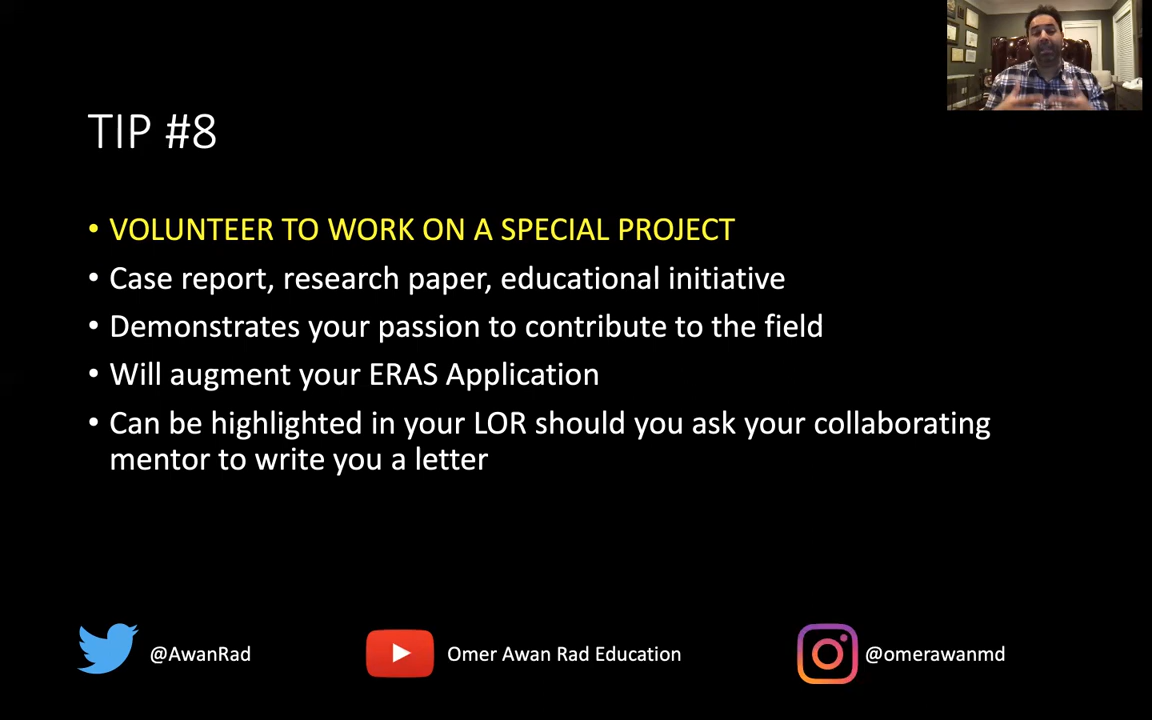 TIP #8
• VOLUNTEER TO WORK ON A SPECIAL PROJECT
• Case report, research paper, educational initiative
• Demonstrates your passion to contribute to the field
• Will augment your ERAS Application
• Can be highlighted in your LOR should you ask your collaborating
mentor to write you a letter
@AwanRad
Omer Awan Rad Education
@omerawanmd